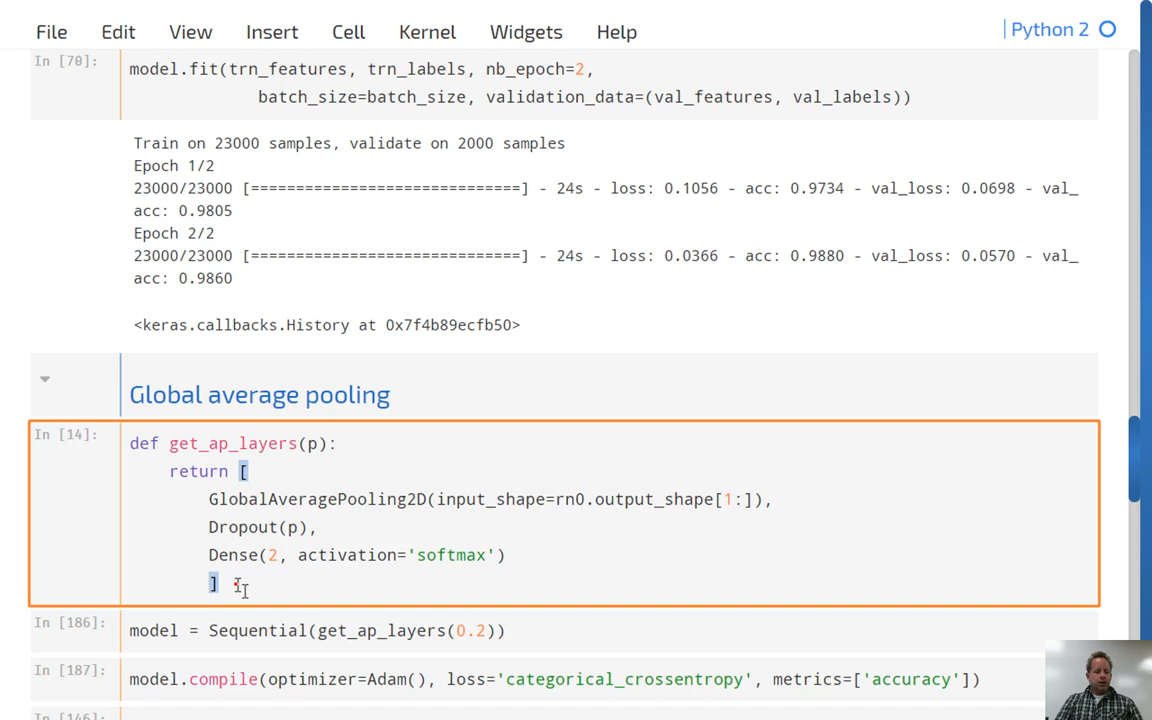 File Edit View Insert Cell Kernel Widgets Help Python 2
In [70]: model.fit(trn_features, trn_labels, nb_epoch=2,
batch_size=batch_size, validation_data=(val_features, val_labels))
Train on 23000 samples, validate on 2000 samples
Epoch 1/2
23000/23000 [==============================] - 24s - loss: 0.1056 - acc: 0.9734 - val_loss: 0.0698 - val_
acc: 0.9805
Epoch 2/2
23000/23000 [==============================] - 24s - loss: 0.0366 - acc: 0.9880 - val_loss: 0.0570 - val_
acc: 0.9860
<keras.callbacks.History at 0x7f4b89ecfb50>
Global average pooling
In [14]: def get_ap_layers(p):
return [
GlobalAveragePooling2D(input_shape=rn0.output_shape[1:]),
Dropout(p),
Dense(2, activation='softmax')
]
In [186]: model = Sequential(get_ap_layers(0.2))
In [187]: model.compile(optimizer=Adam(), loss='categorical_crossentropy', metrics=['accuracy'])
In [146]: